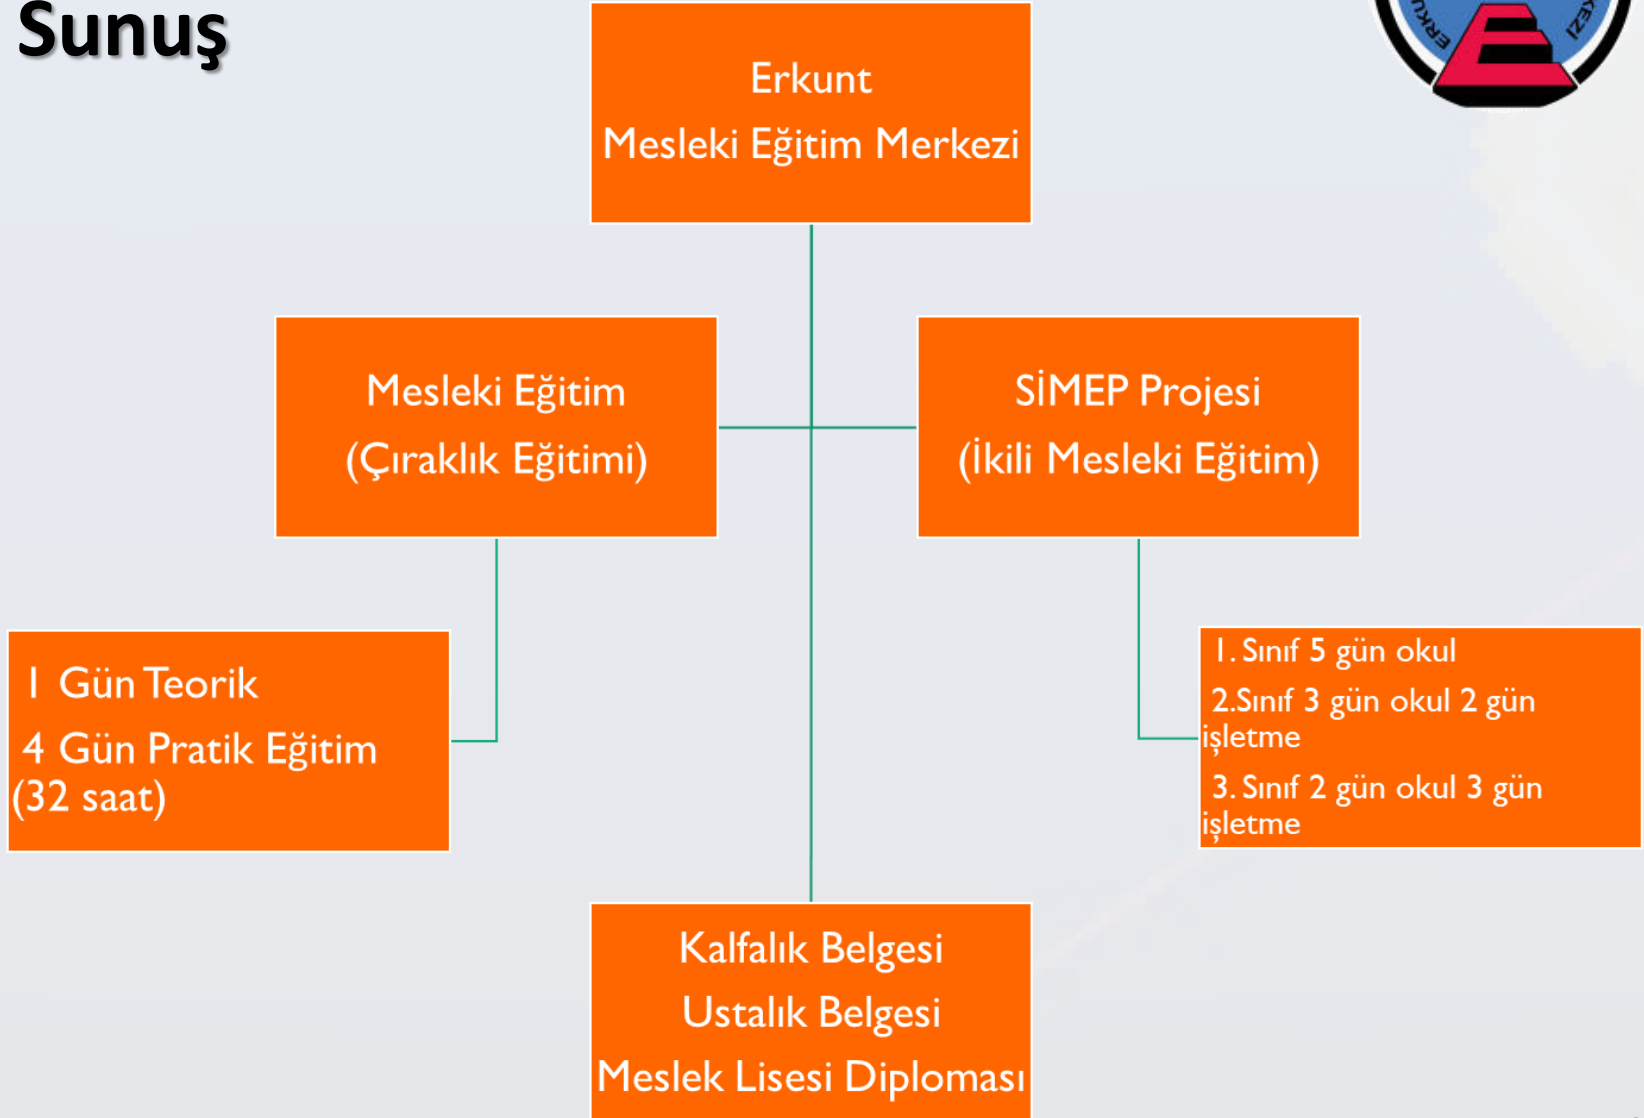 Sunuş
Erkunt
Mesleki Eğitim Merkezi
Mesleki Eğitim
(Çıraklık Eğitimi)
SİMEP Projesi
(İkili Mesleki Eğitim)
1 Gün Teorik
4 Gün Pratik Eğitim
(32 saat)
1. Sınıf 5 gün okul
2.Sınıf 3 gün okul 2 gün
işletme
3. Sınıf 2 gün okul 3 gün
işletme
Kalfalık Belgesi
Ustalık Belgesi
Meslek Lisesi Diploması